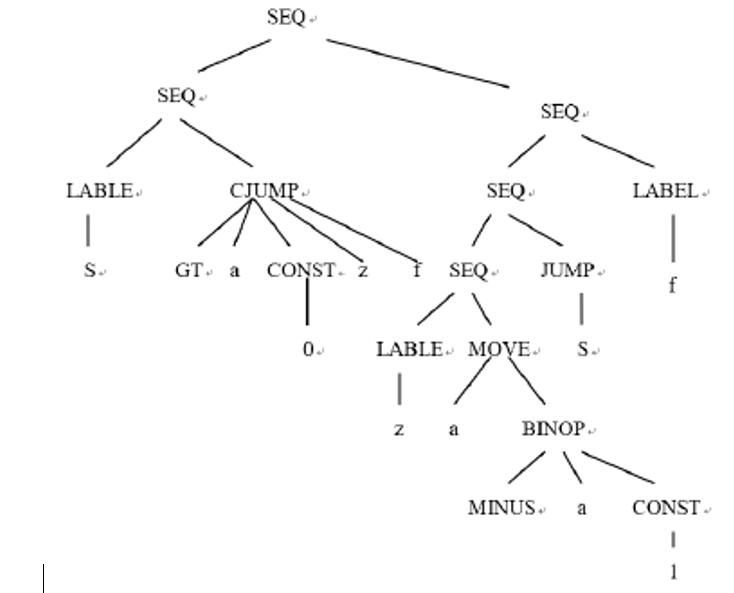 SEQ
SEQ
SEQ
LABLE CJUMP SEQ LABEL
S GT a CONST z f SEQ JUMP f
0 LABLE MOVE S
z a BINOP
MINUS a CONST
1